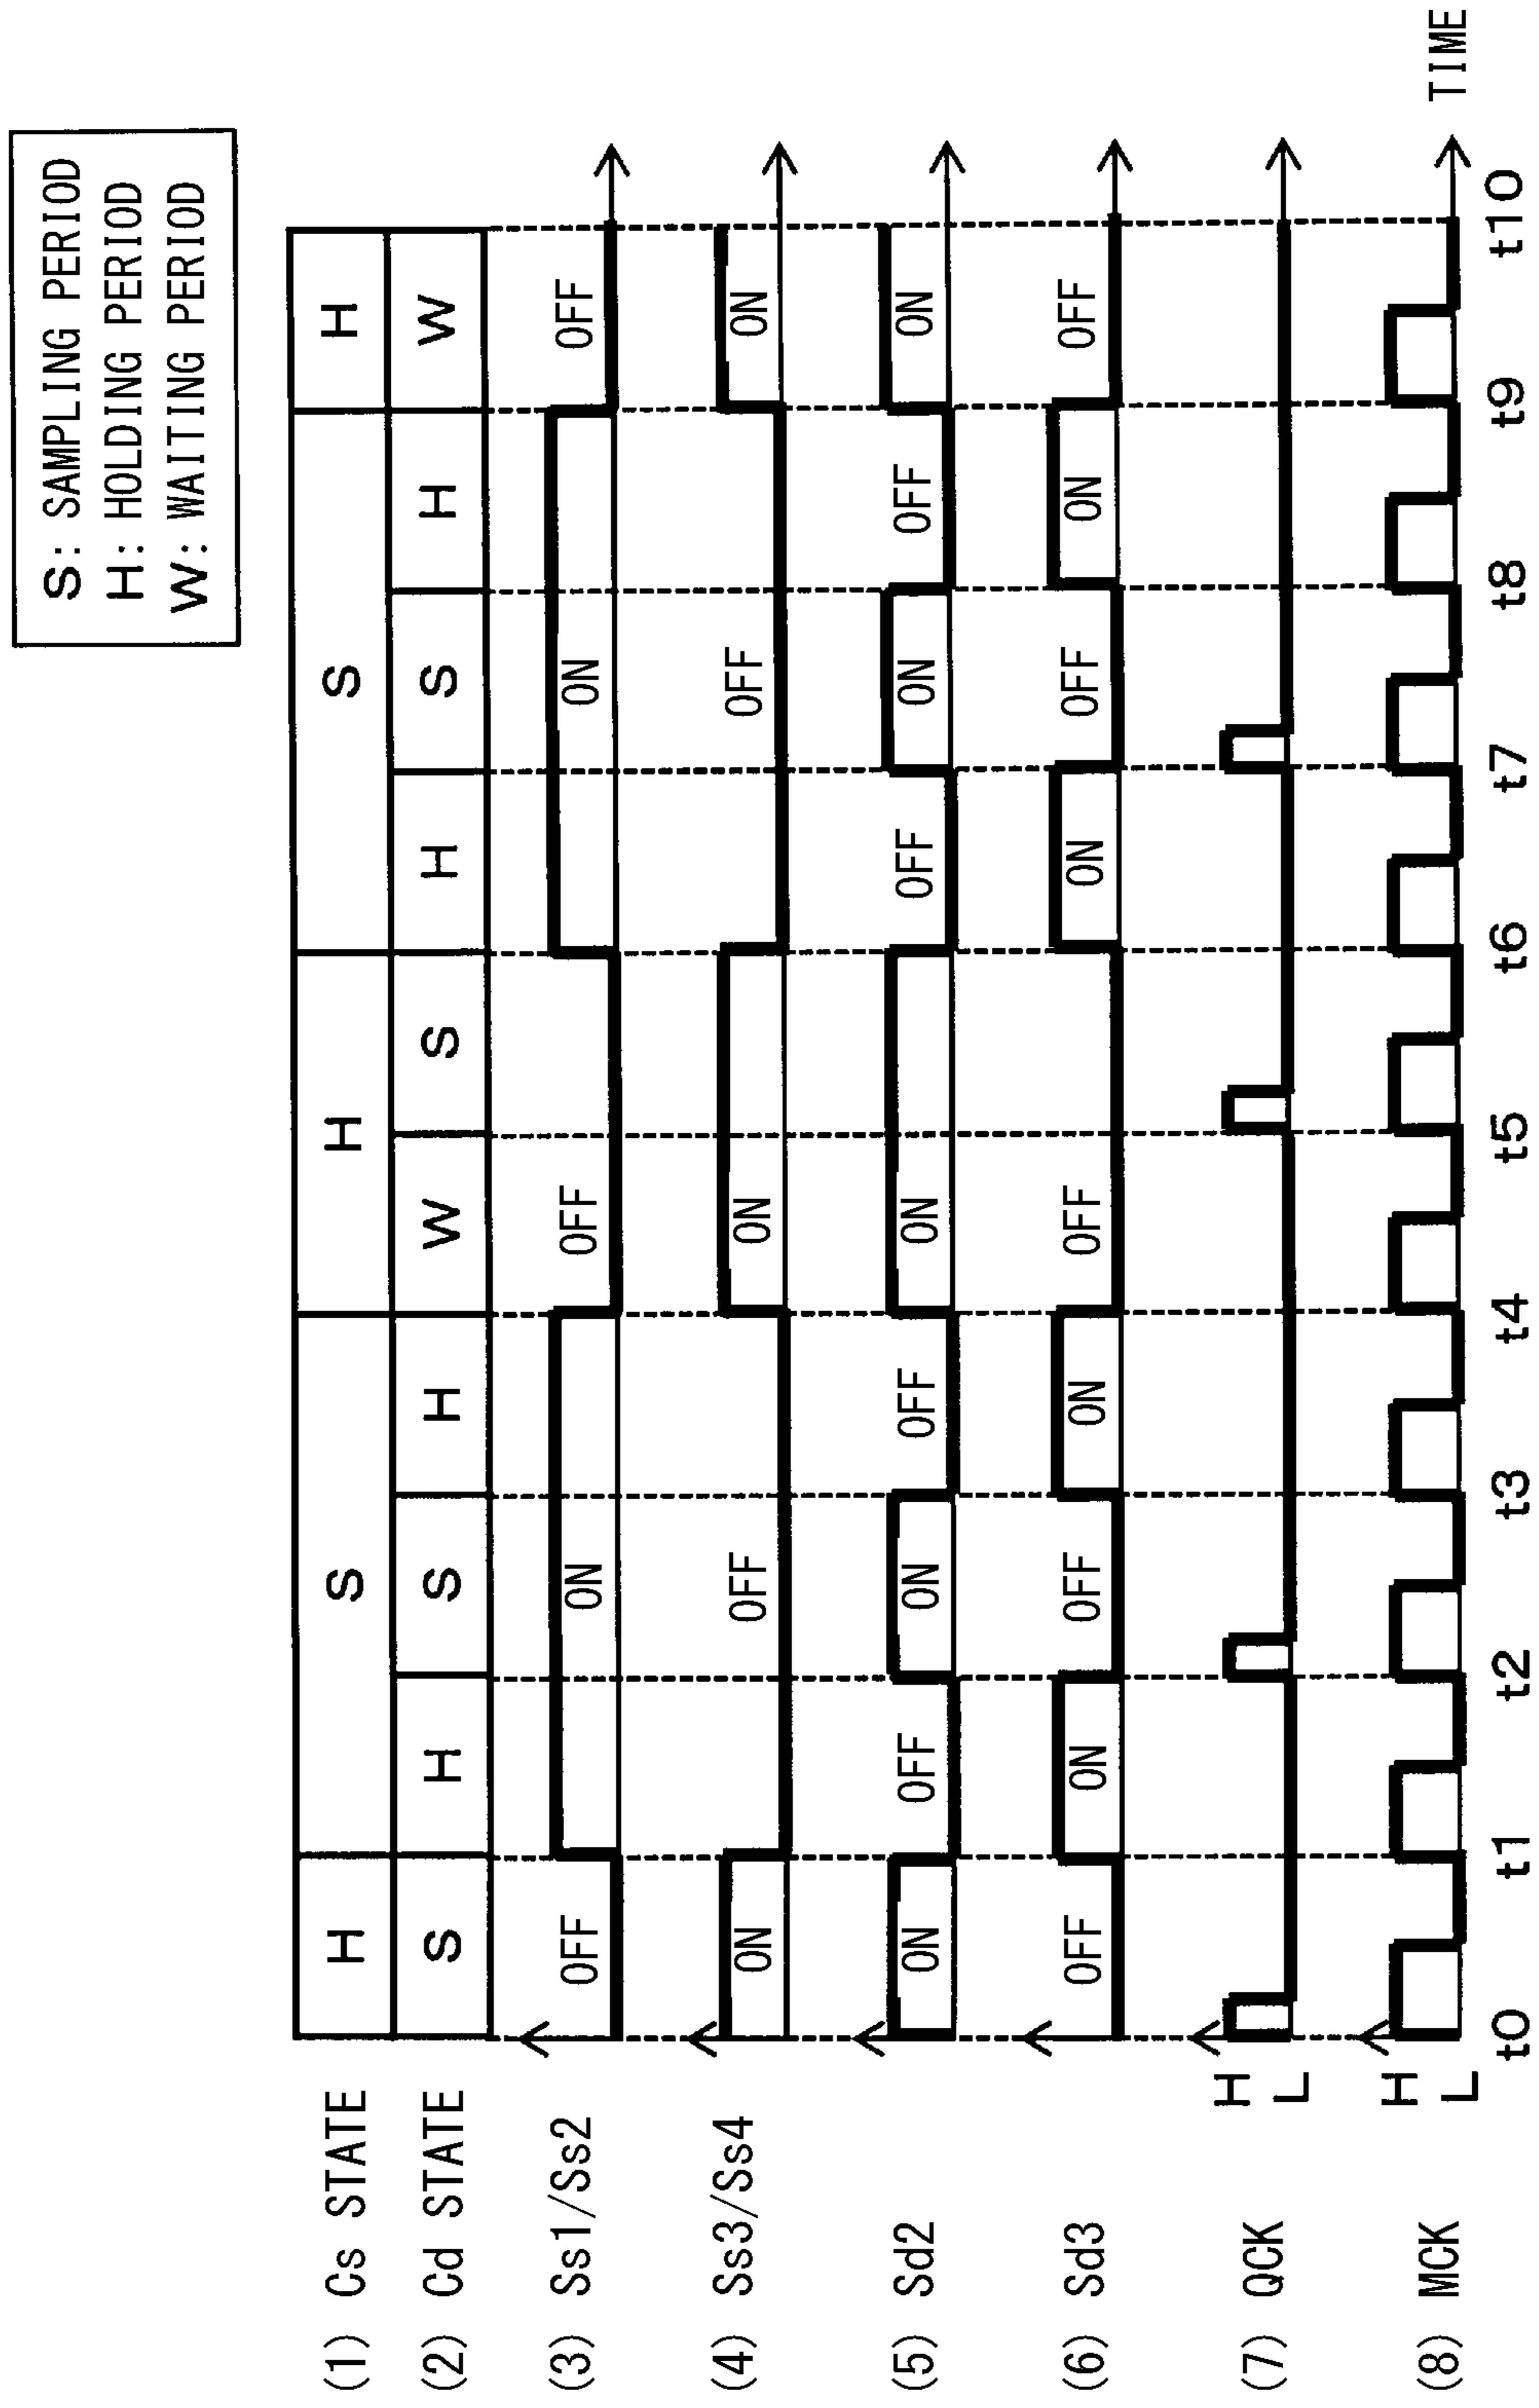 S: SAMPLING PERIOD
H: HOLDING PERIOD
W: WAITING PERIOD
(1) Cs STATE H S H S H
(2) Cd STATE S H S H W S H S H W
(3) Ss1/Ss2 OFF ON OFF ON OFF
(4) Ss3/Ss4 ON OFF ON OFF ON
(5) Sd2 ON OFF ON OFF ON OFF ON OFF ON
(6) Sd3 OFF ON OFF ON OFF ON OFF ON OFF
(7) QCK H L
(8) MCK H L
t0 t1 t2 t3 t4 t5 t6 t7 t8 t9 t10 TIME